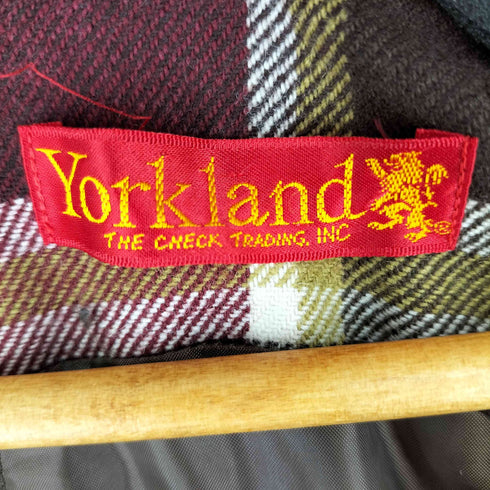 Yorkland
THE CHECK TRADING, INC
®